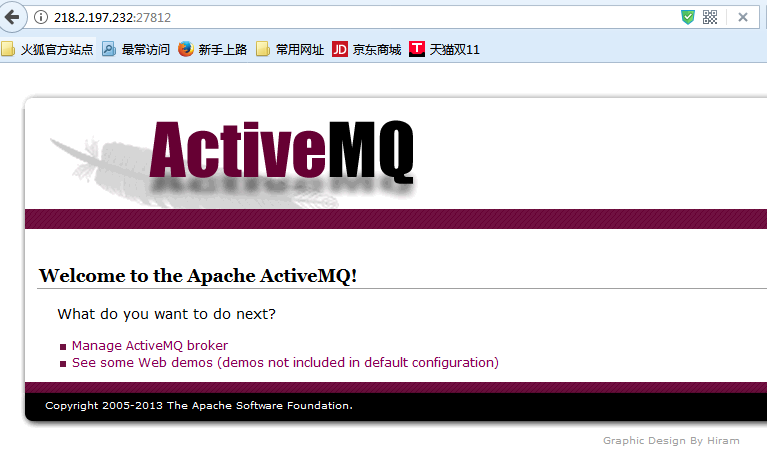 218.2.197.232:27812
火狐官方站点 最常访问 新手上路 常用网址 JD 京东商城 T 天猫双11
ActiveMQ
Welcome to the Apache ActiveMQ!
What do you want to do next?
Manage ActiveMQ broker
See some Web demos (demos not included in default configuration)
Copyright 2005-2013 The Apache Software Foundation.
Graphic Design By Hiram